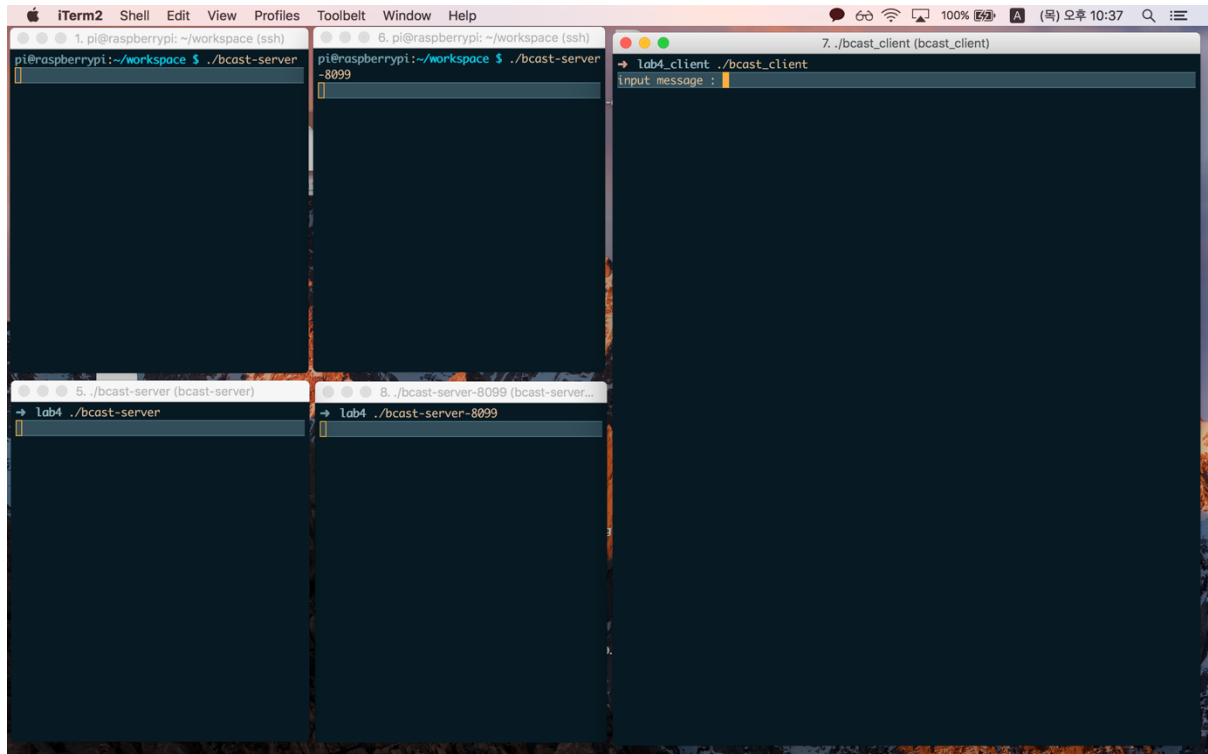 iTerm2 Shell Edit View Profiles Toolbelt Window Help 100% A (목) 오후 10:37
1. pi@raspberrypi: ~/workspace (ssh)
pi@raspberrypi:~/workspace $ ./bcast-server
6. pi@raspberrypi: ~/workspace (ssh)
pi@raspberrypi:~/workspace $ ./bcast-server
-8099
7. ./bcast_client (bcast_client)
→ lab4_client ./bcast_client
input message :
5. ./bcast-server (bcast-server)
→ lab4 ./bcast-server
8. ./bcast-server-8099 (bcast-server...
→ lab4 ./bcast-server-8099